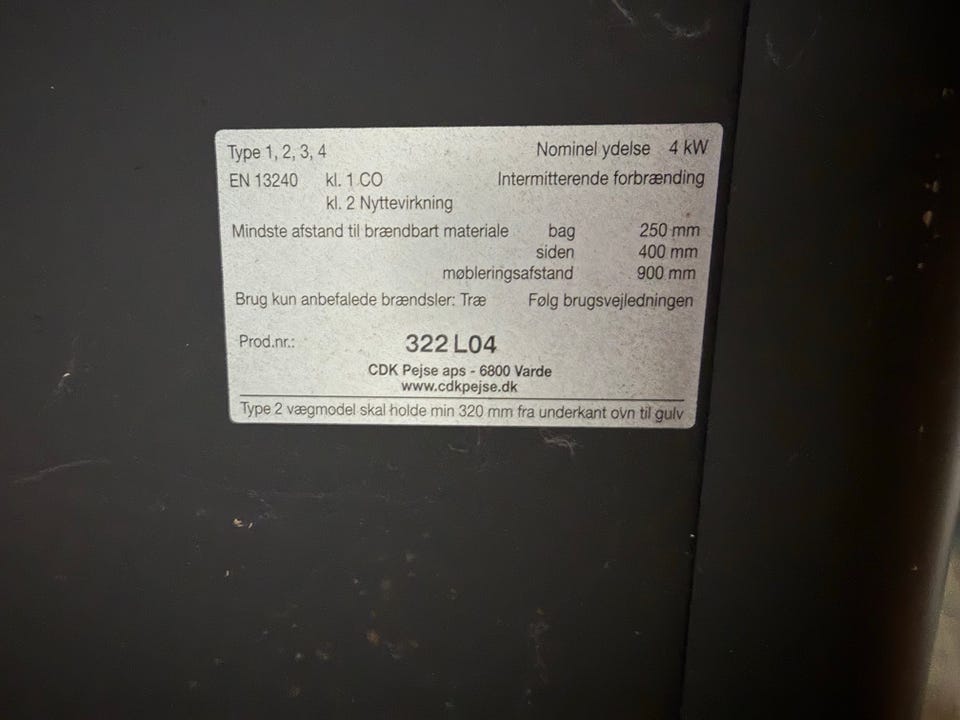 Type 1, 2, 3, 4 Nominel ydelse 4 kW
EN 13240 kl. 1 CO Intermitterende forbrænding
kl. 2 Nyttevirkning
Mindste afstand til brændbart materiale bag 250 mm
siden 400 mm
møbleringsafstand 900 mm
Brug kun anbefalede brændsler: Træ Følg brugsvejledningen
Prod.nr.: 322 L04
CDK Pejse aps - 6800 Varde
www.cdkpejse.dk
Type 2 vægmodel skal holde min 320 mm fra underkant ovn til gulv